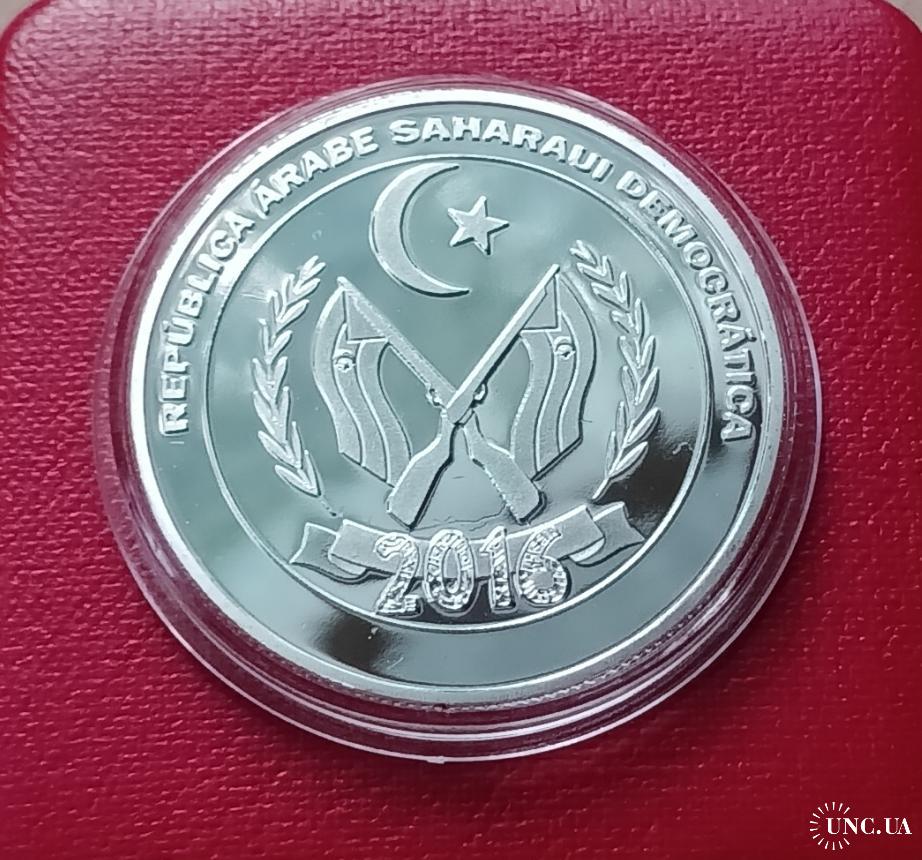 REPÚBLICA ÁRABE SAHARAUI DEMOCRÁTICA
2016
UNC.UA